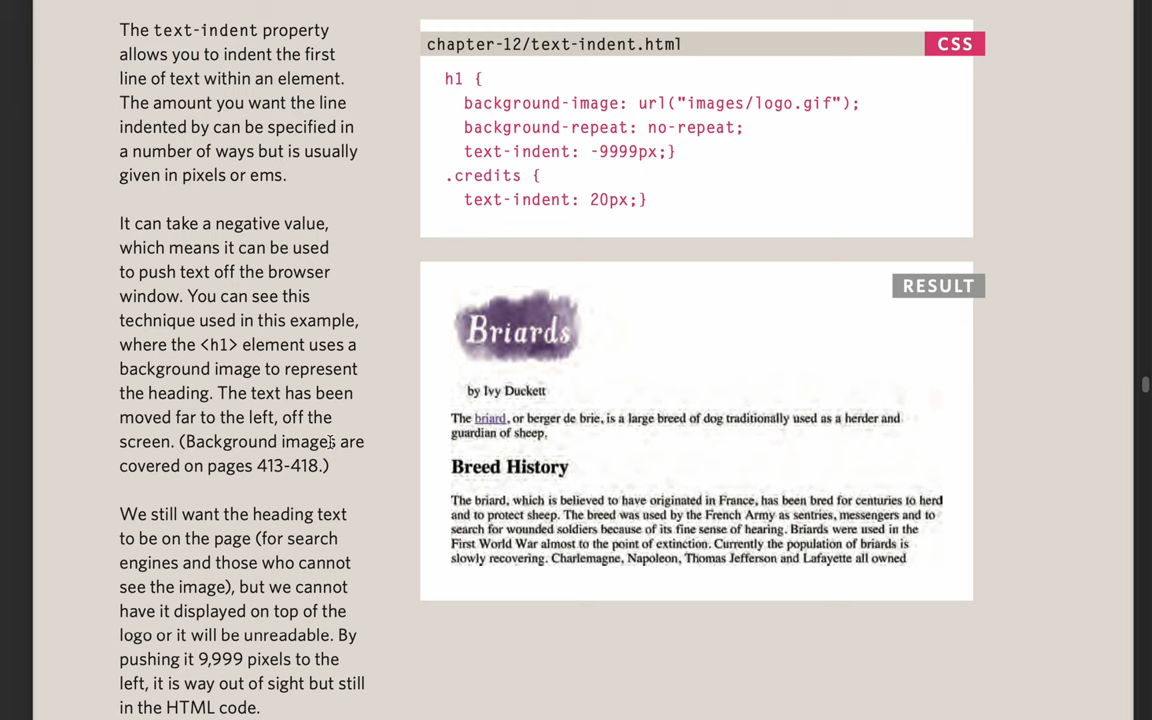 The text-indent property
allows you to indent the first
line of text within an element.
The amount you want the line
indented by can be specified in
a number of ways but is usually
given in pixels or ems.
It can take a negative value,
which means it can be used
to push text off the browser
window. You can see this
technique used in this example,
where the <h1> element uses a
background image to represent
the heading. The text has been
moved far to the left, off the
screen. (Background images are
covered on pages 413-418.)
We still want the heading text
to be on the page (for search
engines and those who cannot
see the image), but we cannot
have it displayed on top of the
logo or it will be unreadable. By
pushing it 9,999 pixels to the
left, it is way out of sight but still
in the HTML code.
chapter-12/text-indent.html CSS
h1 {
background-image: url("images/logo.gif");
background-repeat: no-repeat;
text-indent: -9999px;}
.credits {
text-indent: 20px;}
RESULT
Briards
by Ivy Duckett
The briard, or berger de brie, is a large breed of dog traditionally used as a herder and
guardian of sheep.
Breed History
The briard, which is believed to have originated in France, has been bred for centuries to herd
and to protect sheep. The breed was used by the French Army as sentries, messengers and to
search for wounded soldiers because of its fine sense of hearing. Briards were used in the
First World War almost to the point of extinction. Currently the population of briards is
slowly recovering. Charlemagne, Napoleon, Thomas Jefferson and Lafayette all owned